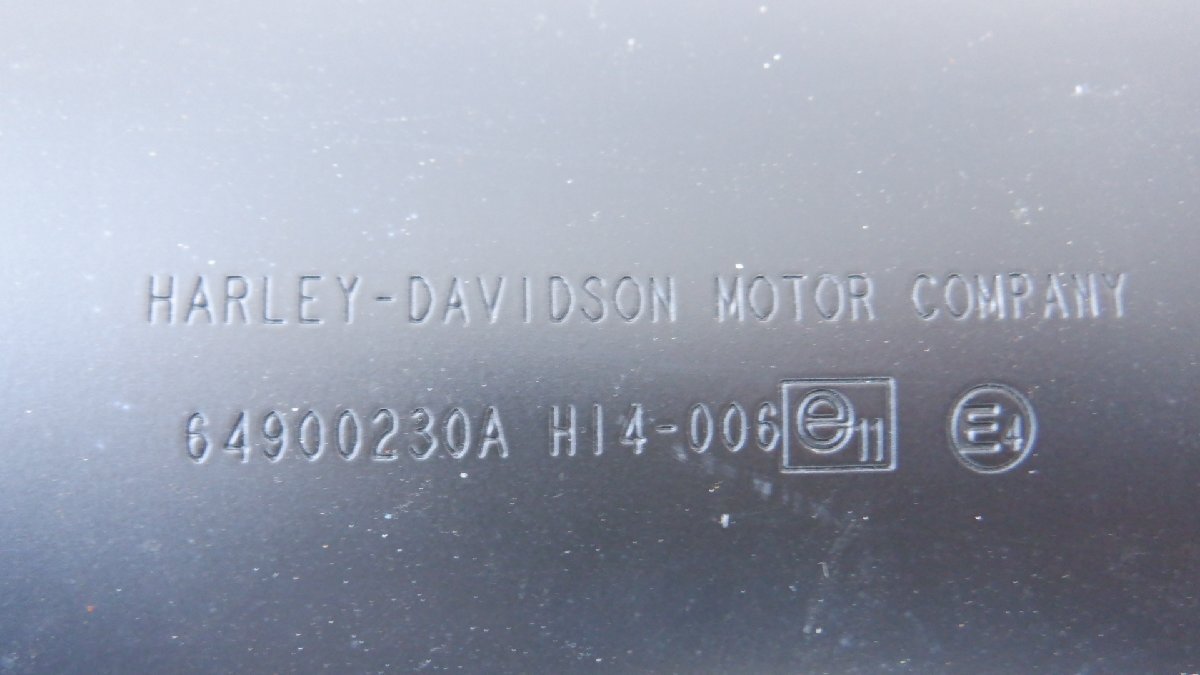 HARLEY-DAVIDSON MOTOR COMPANY
64900230A H14-006 e11 E4